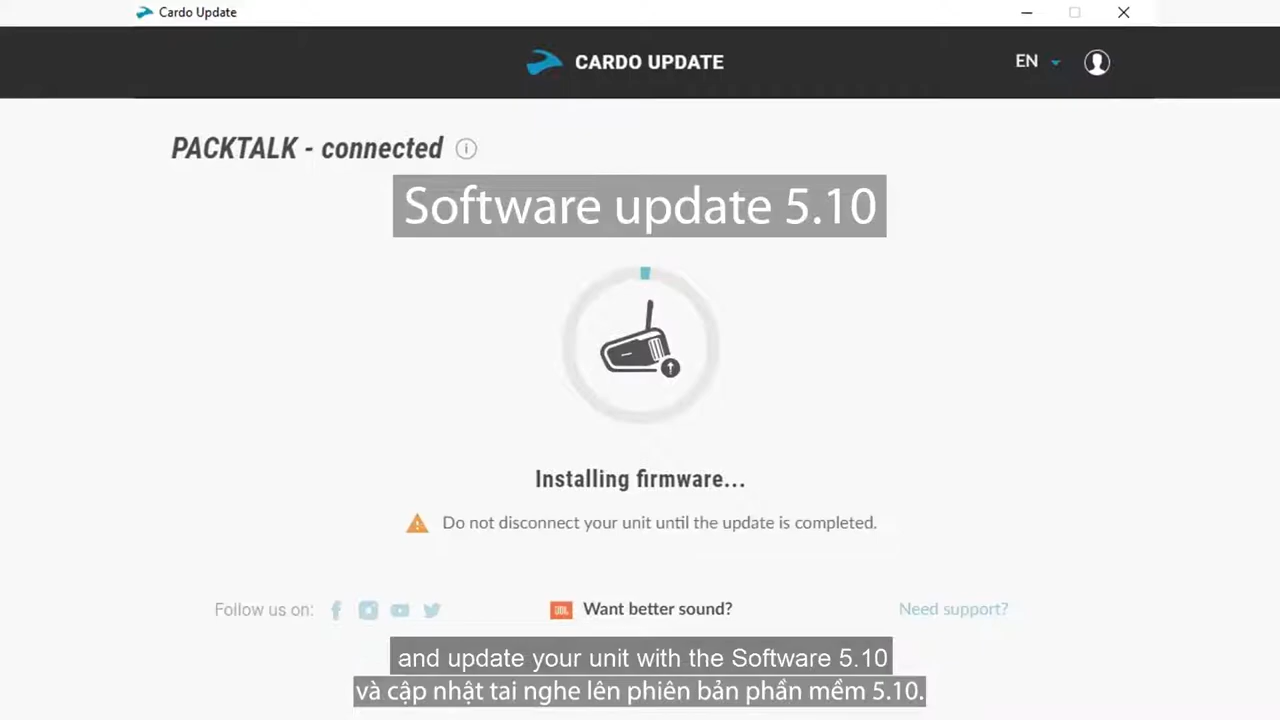 Cardo Update
CARDO UPDATE
EN
PACKTALK - connected
Software update 5.10
Installing firmware...
Do not disconnect your unit until the update is completed.
Follow us on:
JBL Want better sound?
Need support?
and update your unit with the Software 5.10
và cập nhật tai nghe lên phiên bản phần mềm 5.10.